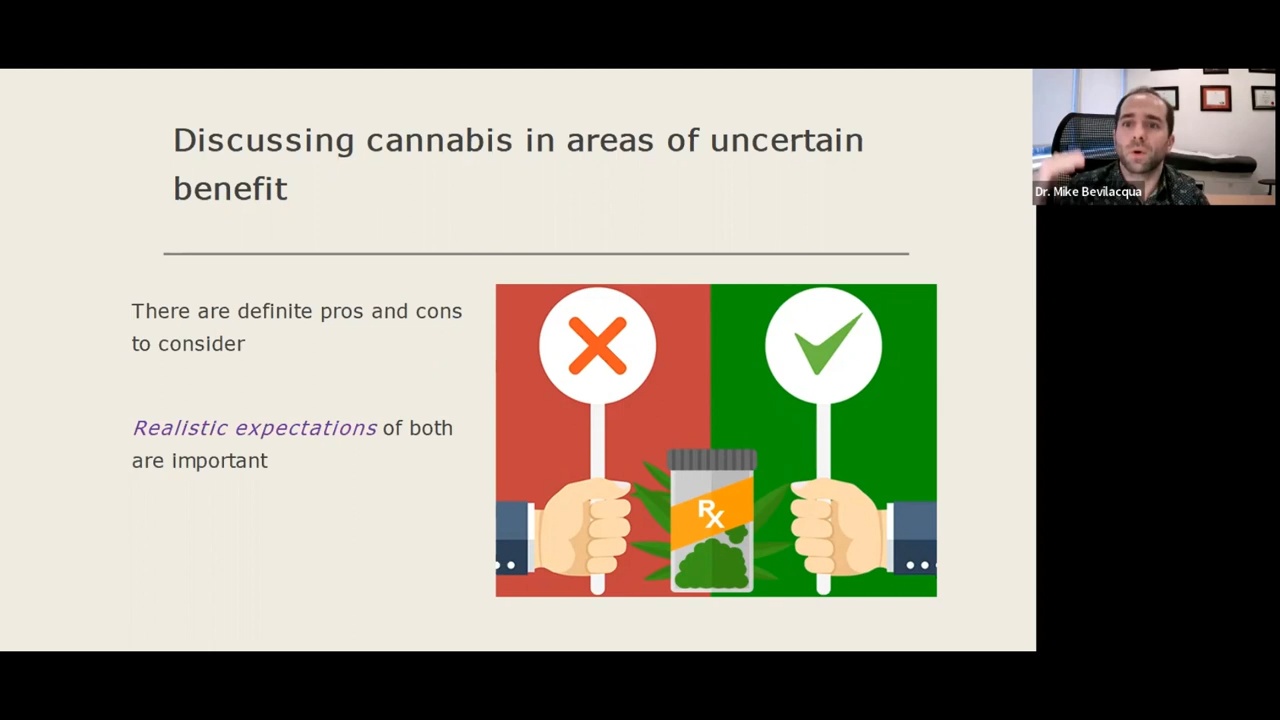 Discussing cannabis in areas of uncertain
benefit
There are definite pros and cons
to consider
Realistic expectations of both
are important
Rx
Dr. Mike Bevilacqua